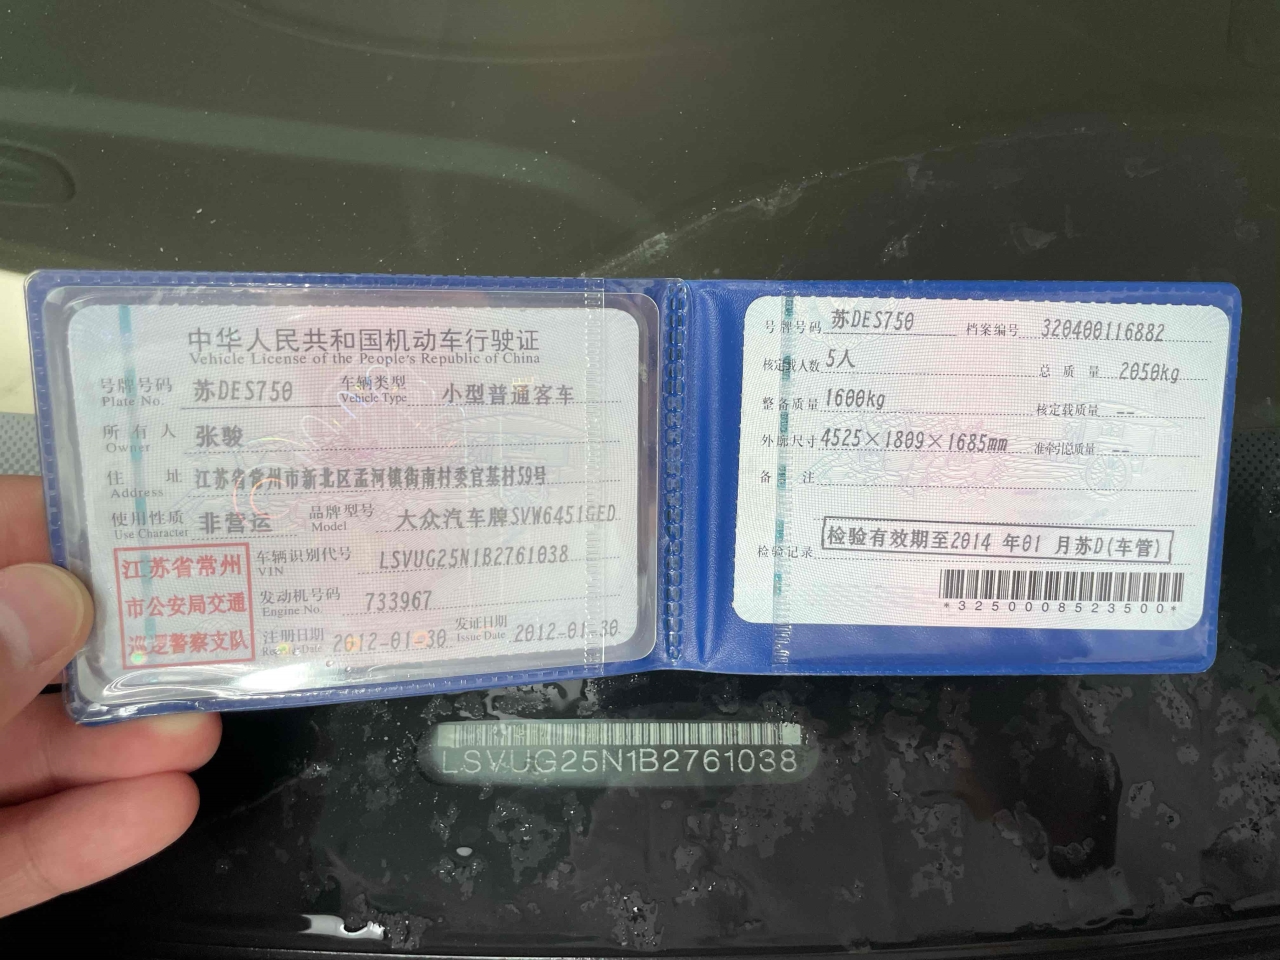 中华人民共和国机动车行驶证
Vehicle License of the People's Republic of China
号牌号码 苏DES750 车辆类型 小型普通客车
Plate No. Vehicle Type
所有人 张骏
Owner
住址 江苏省常州市新北区孟河镇街南村委官基村59号
Address
使用性质 非营运 品牌型号 大众汽车牌SVW6451GED
Use Character Model
江苏省常州
市公安局交通
巡逻警察支队
车辆识别代号 LSVUG25N1B2761038
VIN
发动机号码 733967
Engine No.
注册日期 2012-01-30 发证日期 2012-01-30
Register Date Issue Date
号牌号码 苏DES750 档案编号 320400116882
核定载人数 5人 总质量 2050kg
整备质量 1600kg 核定载质量 --
外廓尺寸 4525×1809×1685mm 准牵引总质量 --
备注
检验记录 检验有效期至2014 年01 月苏D(车管)
*3250008523500*
LSVUG25N1B2761038